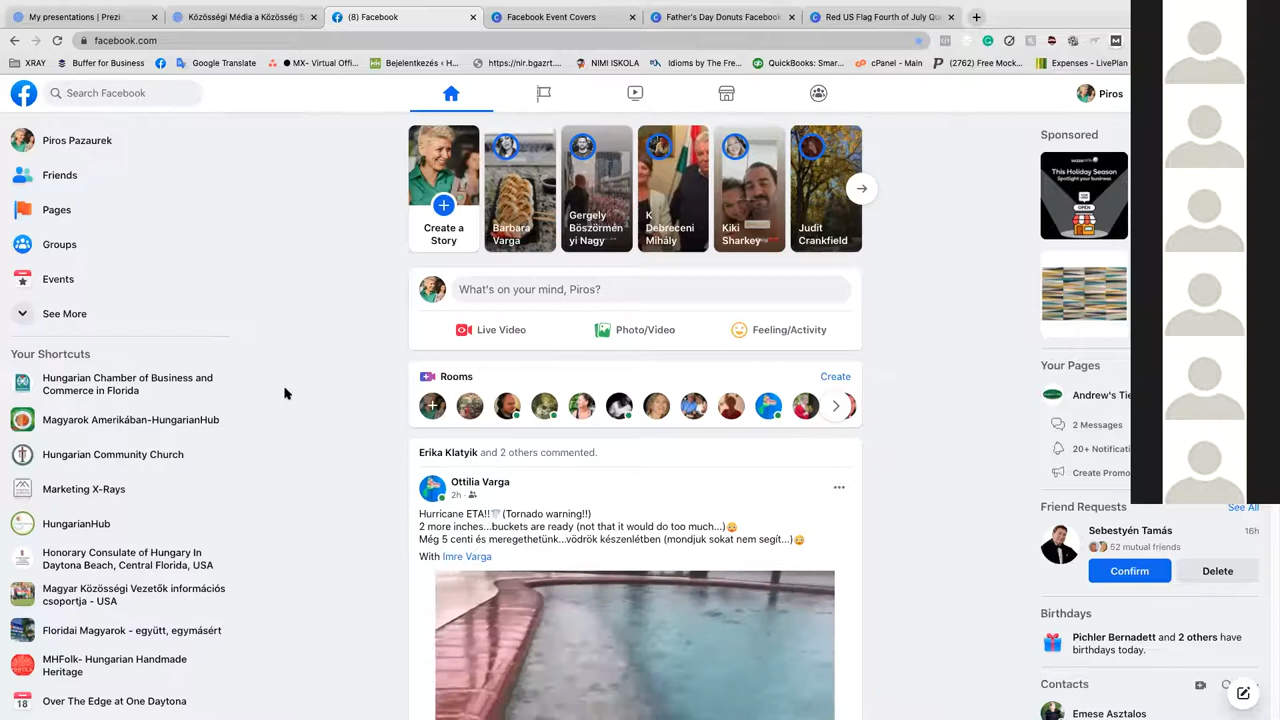 My presentations | Prezi
Közösségi Média a Közösség S
(8) Facebook
Facebook Event Covers
Father's Day Donuts Facebook
Red US Flag Fourth of July Qu
facebook.com
XRAY
Buffer for Business
Google Translate
MX- Virtual Offi...
Bejelentkezés ‹ H...
https://nir.bgazrt....
NIMI ISKOLA
Idioms by The Fre...
QuickBooks: Smar...
cPanel - Main
(2762) Free Mock...
Expenses - LivePlan
Search Facebook
Piros
Piros Pazaurek
Friends
Pages
Groups
Events
See More
Your Shortcuts
Hungarian Chamber of Business and
Commerce in Florida
Magyarok Amerikában-HungarianHub
Hungarian Community Church
Marketing X-Rays
HungarianHub
Honorary Consulate of Hungary In
Daytona Beach, Central Florida, USA
Magyar Közösségi Vezetők információs
csoportja - USA
Floridai Magyarok - együtt, egymásért
MHFolk- Hungarian Handmade
Heritage
18
Over The Edge at One Daytona
Create a
Story
Barbara
Varga
Gergely
Böszörmén
yi Nagy
K
Debreceni
Mihály
Kiki
Sharkey
Judit
Crankfield
What's on your mind, Piros?
Live Video
Photo/Video
Feeling/Activity
Rooms
Create
Erika Klatyik and 2 others commented.
Ottilia Varga
2h
Hurricane ETA!!🌪(Tornado warning!!)
2 more inches...buckets are ready (not that it would do too much...)😳
Még 5 centi és meregethetünk...vödrök készenlétben (mondjuk sokat nem segít...)😳
With Imre Varga
Sponsored
This Holiday Season
Spotlight your business
OPEN
Your Pages
Andrew's Tie
2 Messages
20+ Notificati
Create Promo
Friend Requests
See All
Sebestyén Tamás
16h
52 mutual friends
Confirm
Delete
Birthdays
Pichler Bernadett and 2 others have
birthdays today.
Contacts
Emese Asztalos